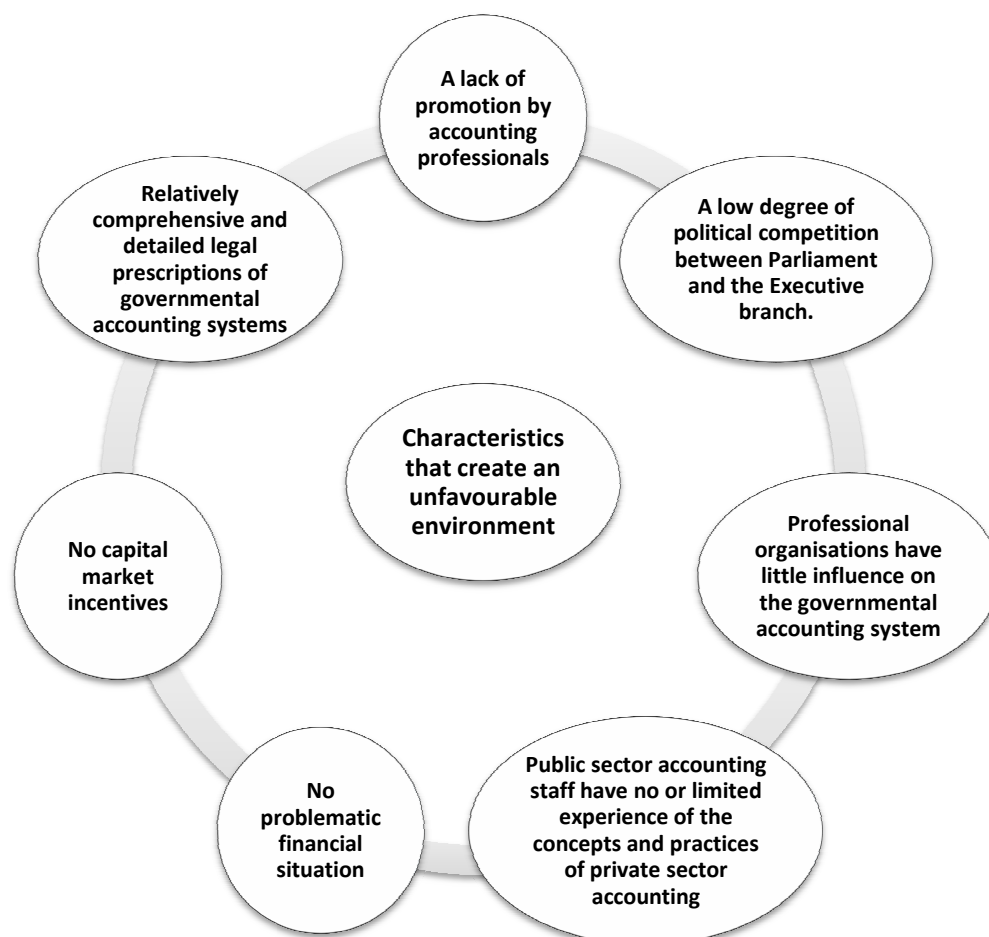 A lack of
promotion by
accounting
professionals
A low degree of
political competition
between Parliament
and the Executive
branch.
Professional
organisations have
little influence on
the governmental
accounting system
Public sector accounting
staff have no or limited
experience of the
concepts and practices
of private sector
accounting
No
problematic
financial
situation
No capital
market
incentives
Relatively
comprehensive and
detailed legal
prescriptions of
governmental
accounting systems
Characteristics
that create an
unfavourable
environment